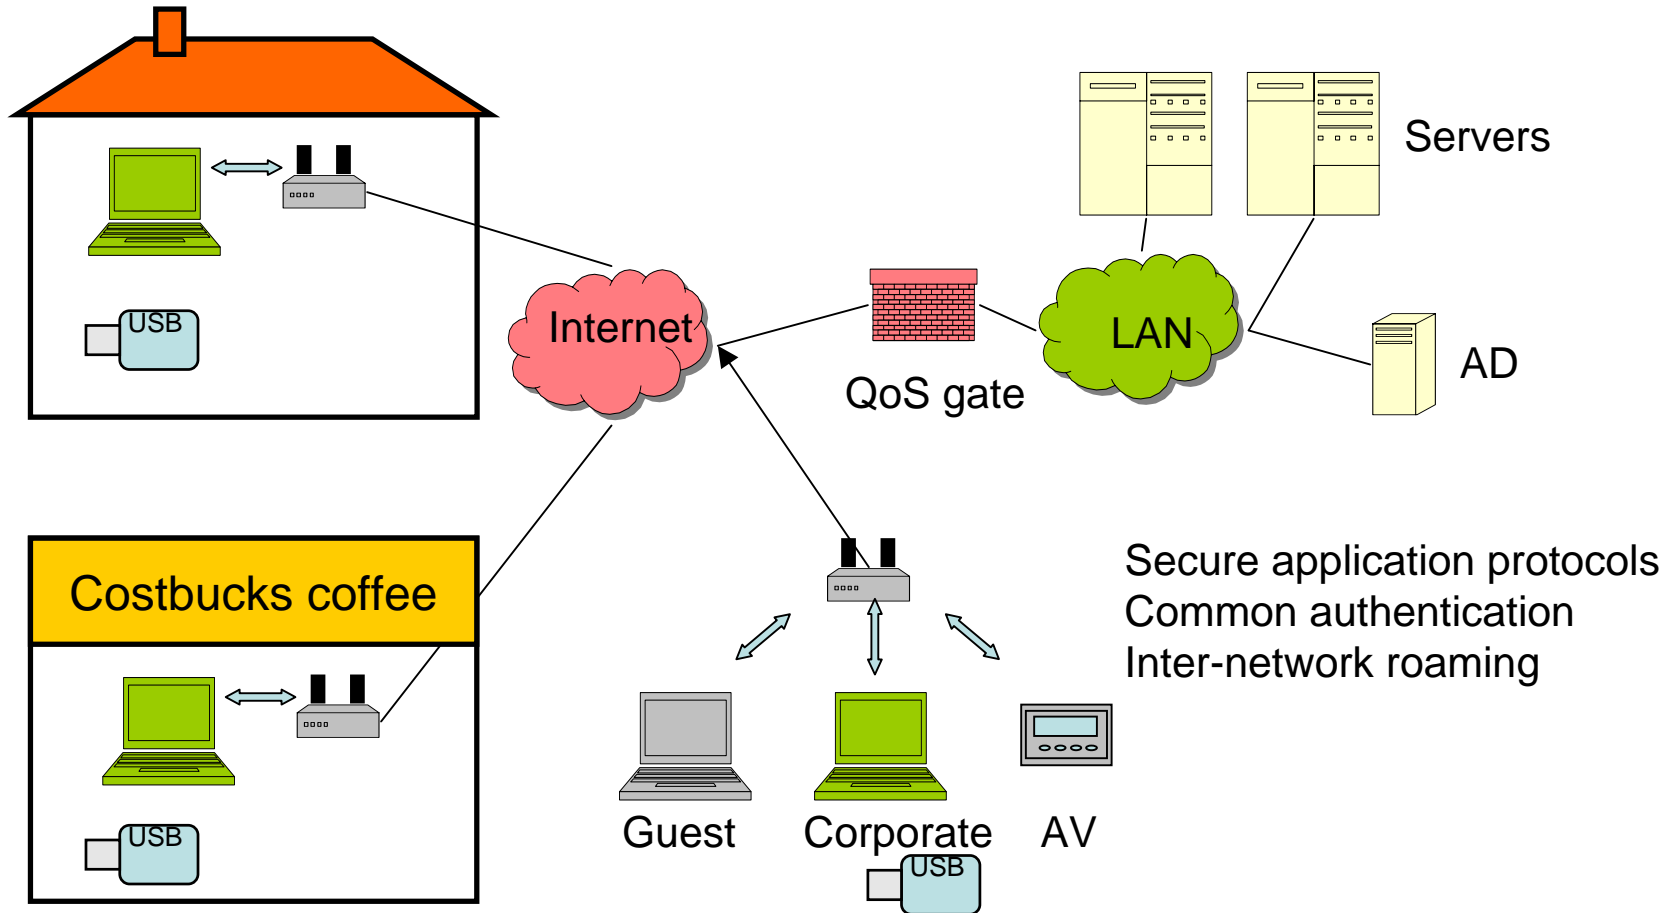 Servers
USB
Internet
LAN
AD
QoS gate
Costbucks coffee
Secure application protocols
Common authentication
Inter-network roaming
USB
Guest
Corporate
AV
USB